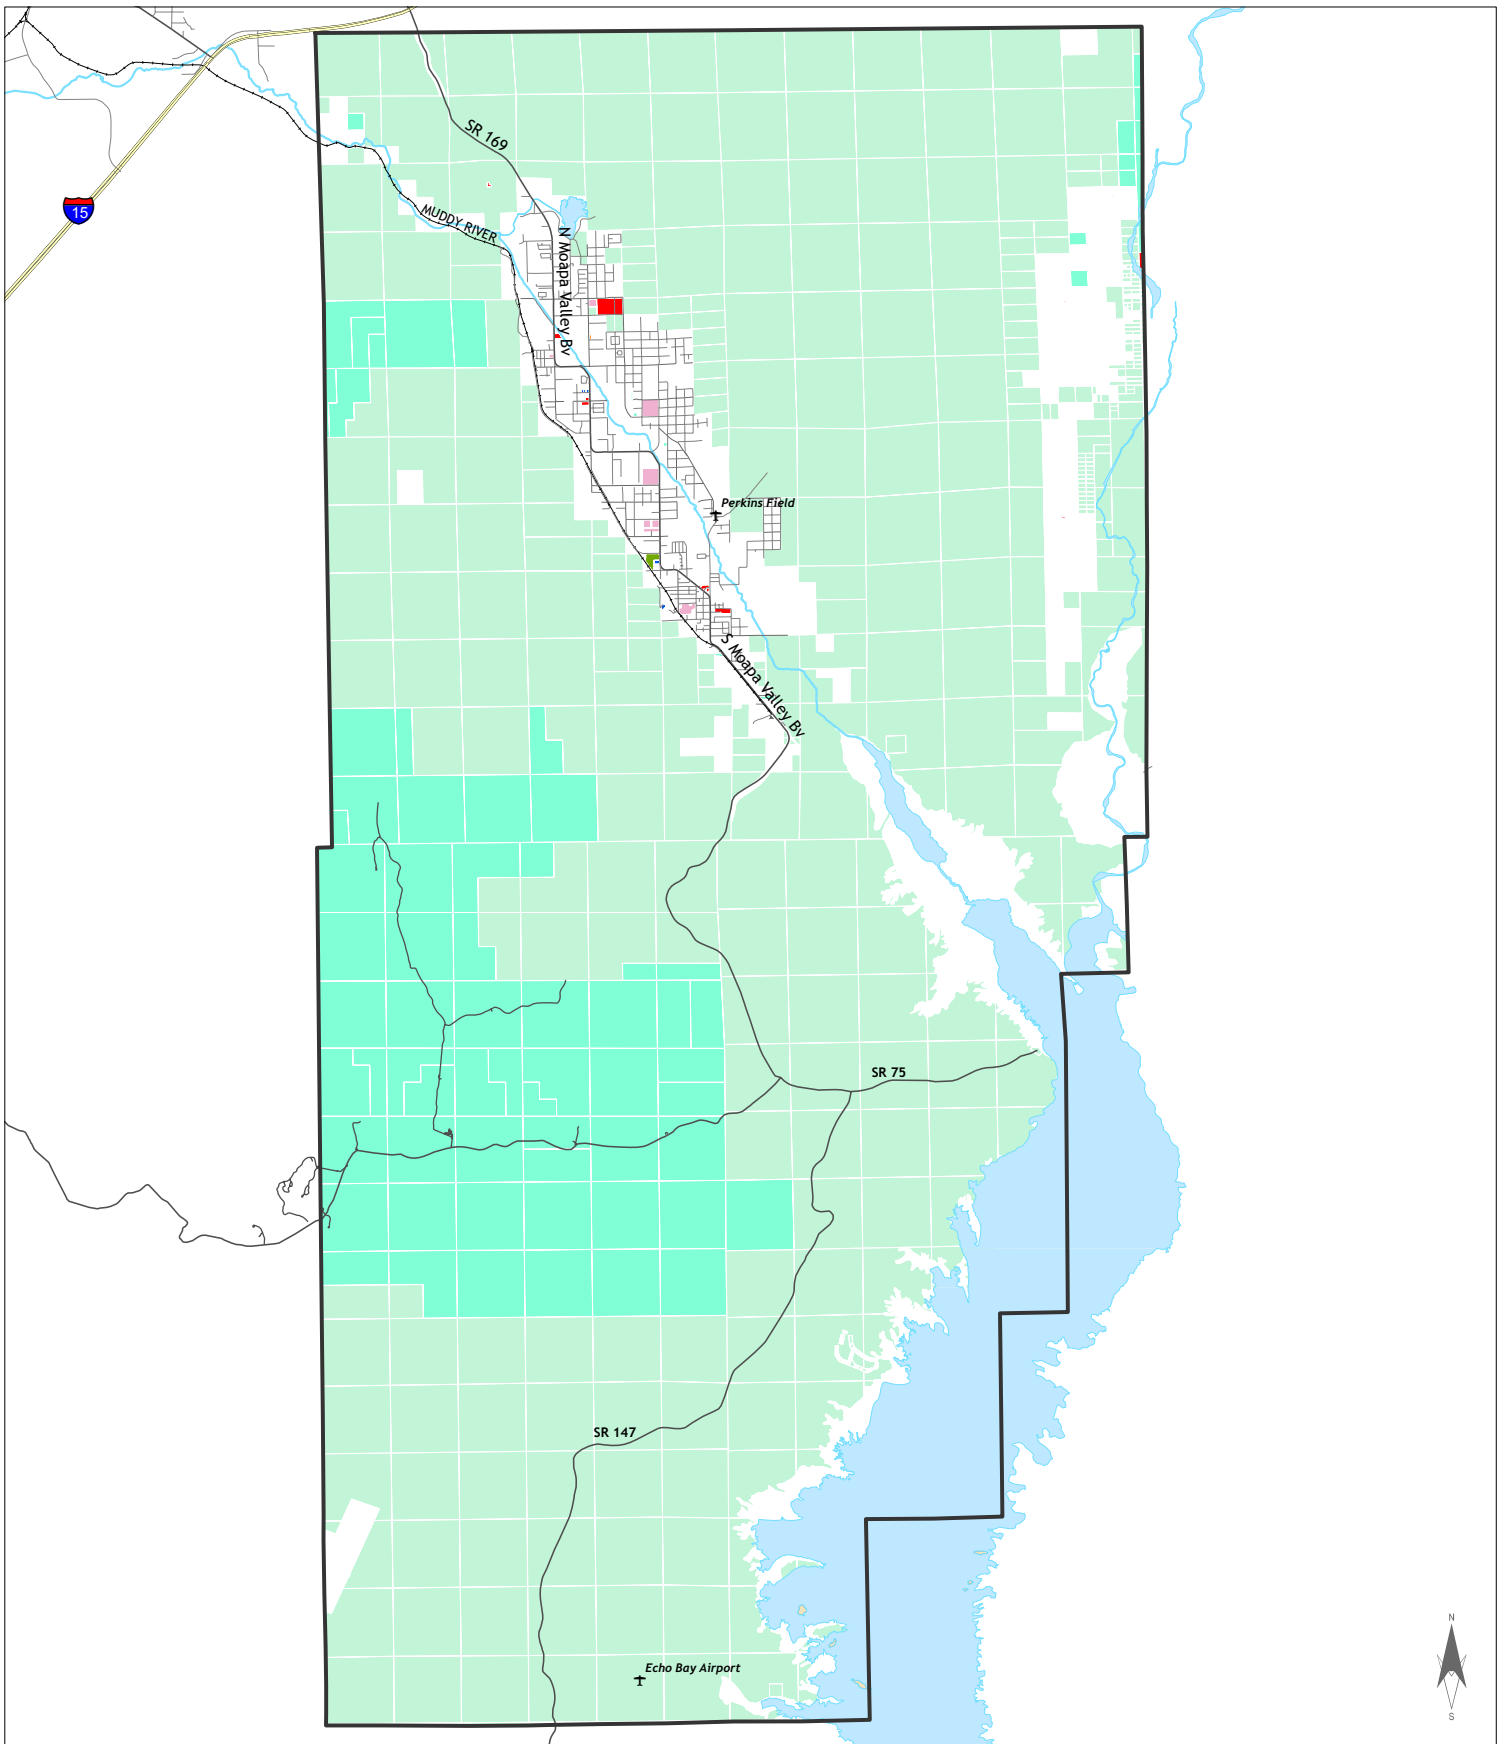 SR 169
15
MUDDY RIVER
N Moapa Valley Bv
Perkins Field
S Moapa Valley Bv
SR 75
SR 147
Echo Bay Airport
N
S